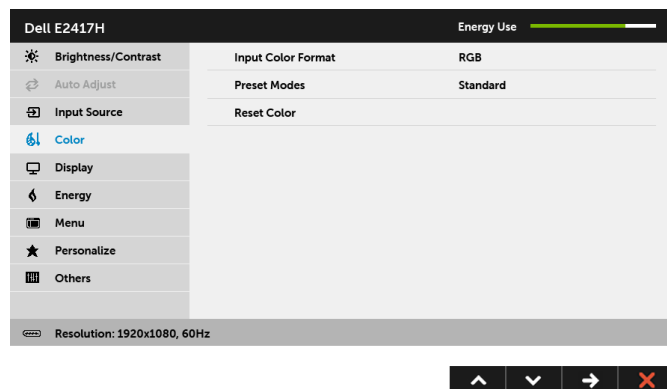 Dell E2417H Energy Use
Brightness/Contrast Input Color Format RGB
Auto Adjust Preset Modes Standard
Input Source Reset Color
Color
Display
Energy
Menu
Personalize
Others
Resolution: 1920x1080, 60Hz